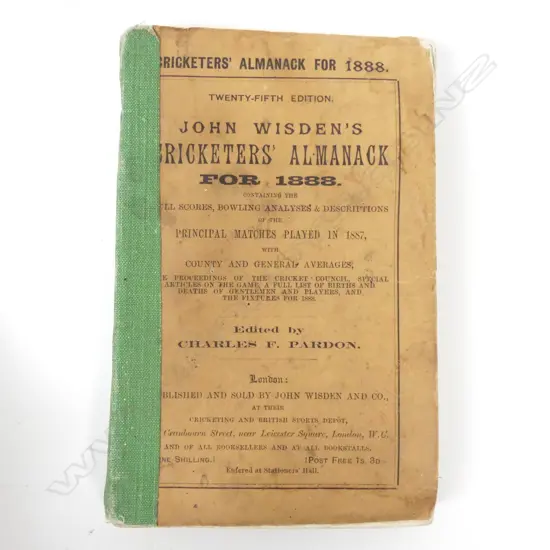 CRICKETERS' ALMANACK FOR 1888.
TWENTY-FIFTH EDITION.
JOHN WISDEN'S
CRICKETERS' ALMANACK
FOR 1888.
CONTAINING THE
LL SCORES, BOWLING ANALYSES & DESCRIPTIONS
OF THE
PRINCIPAL MATCHES PLAYED IN 1887,
WITH
COUNTY AND GENERAL AVERAGES,
E PROCEEDINGS OF THE CRICKET COUNCIL, SPECIAL
ARTICLES ON THE GAME, A FULL LIST OF BIRTHS AND
DEATHS OF GENTLEMEN AND PLAYERS, AND
THE FIXTURES FOR 1888.
Edited by
CHARLES F. PARDON.
London:
BLISHED AND SOLD BY JOHN WISDEN AND CO.,
AT THEIR
CRICKETING AND BRITISH SPORTS DEPÔT,
Cranbourn Street, near Leicester Square, London, W.C.
AND OF ALL BOOKSELLERS AND AT ALL BOOKSTALLS.
NE SHILLING.] [POST FREE 1S. 3D.
Entered at Stationers' Hall.